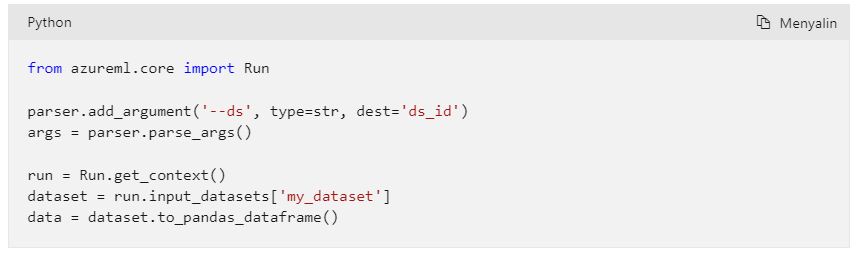 Python
Menyalin
from azureml.core import Run
parser.add_argument('--ds', type=str, dest='ds_id')
args = parser.parse_args()
run = Run.get_context()
dataset = run.input_datasets['my_dataset']
data = dataset.to_pandas_dataframe()